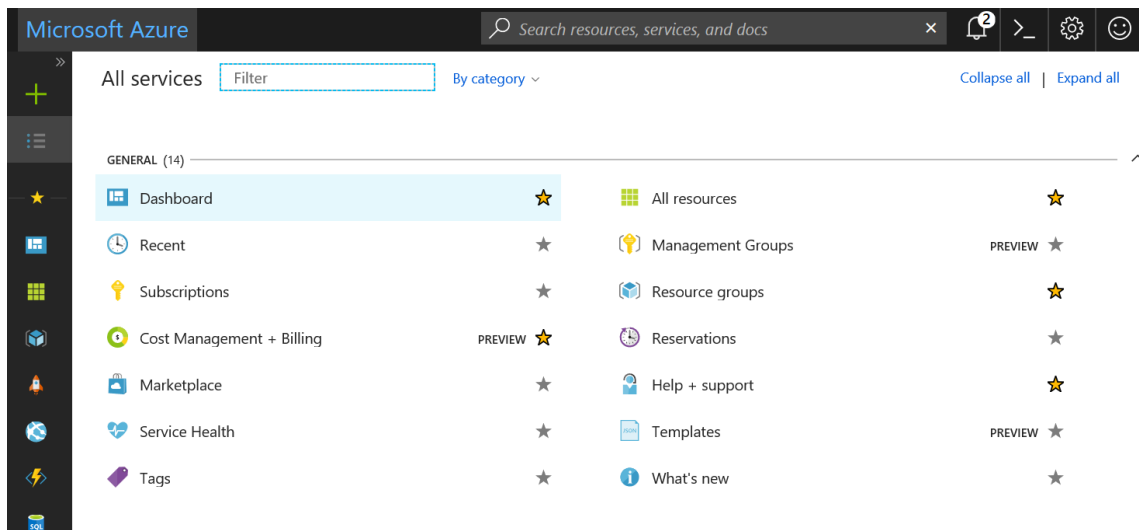 Microsoft Azure
Search resources, services, and docs
2
All services
Filter
By category
Collapse all | Expand all
GENERAL (14)
Dashboard
All resources
Recent
Management Groups PREVIEW
Subscriptions
Resource groups
Cost Management + Billing PREVIEW
Reservations
Marketplace
Help + support
Service Health
JSON
Templates PREVIEW
Tags
What's new
SQL